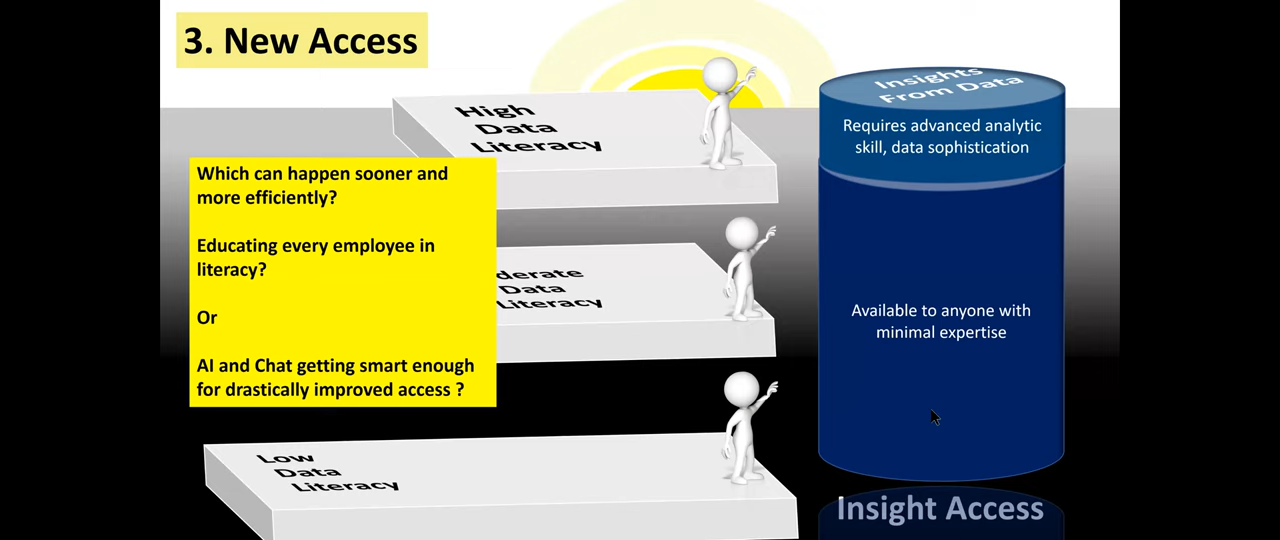 3. New Access
High
Data
Literacy
Which can happen sooner and
more efficiently?
Educating every employee in
literacy?
Or
AI and Chat getting smart enough
for drastically improved access ?
Data
Literacy
Low
Data
Literacy
Insights
From Data
Requires advanced analytic
skill, data sophistication
Available to anyone with
minimal expertise
Insight Access